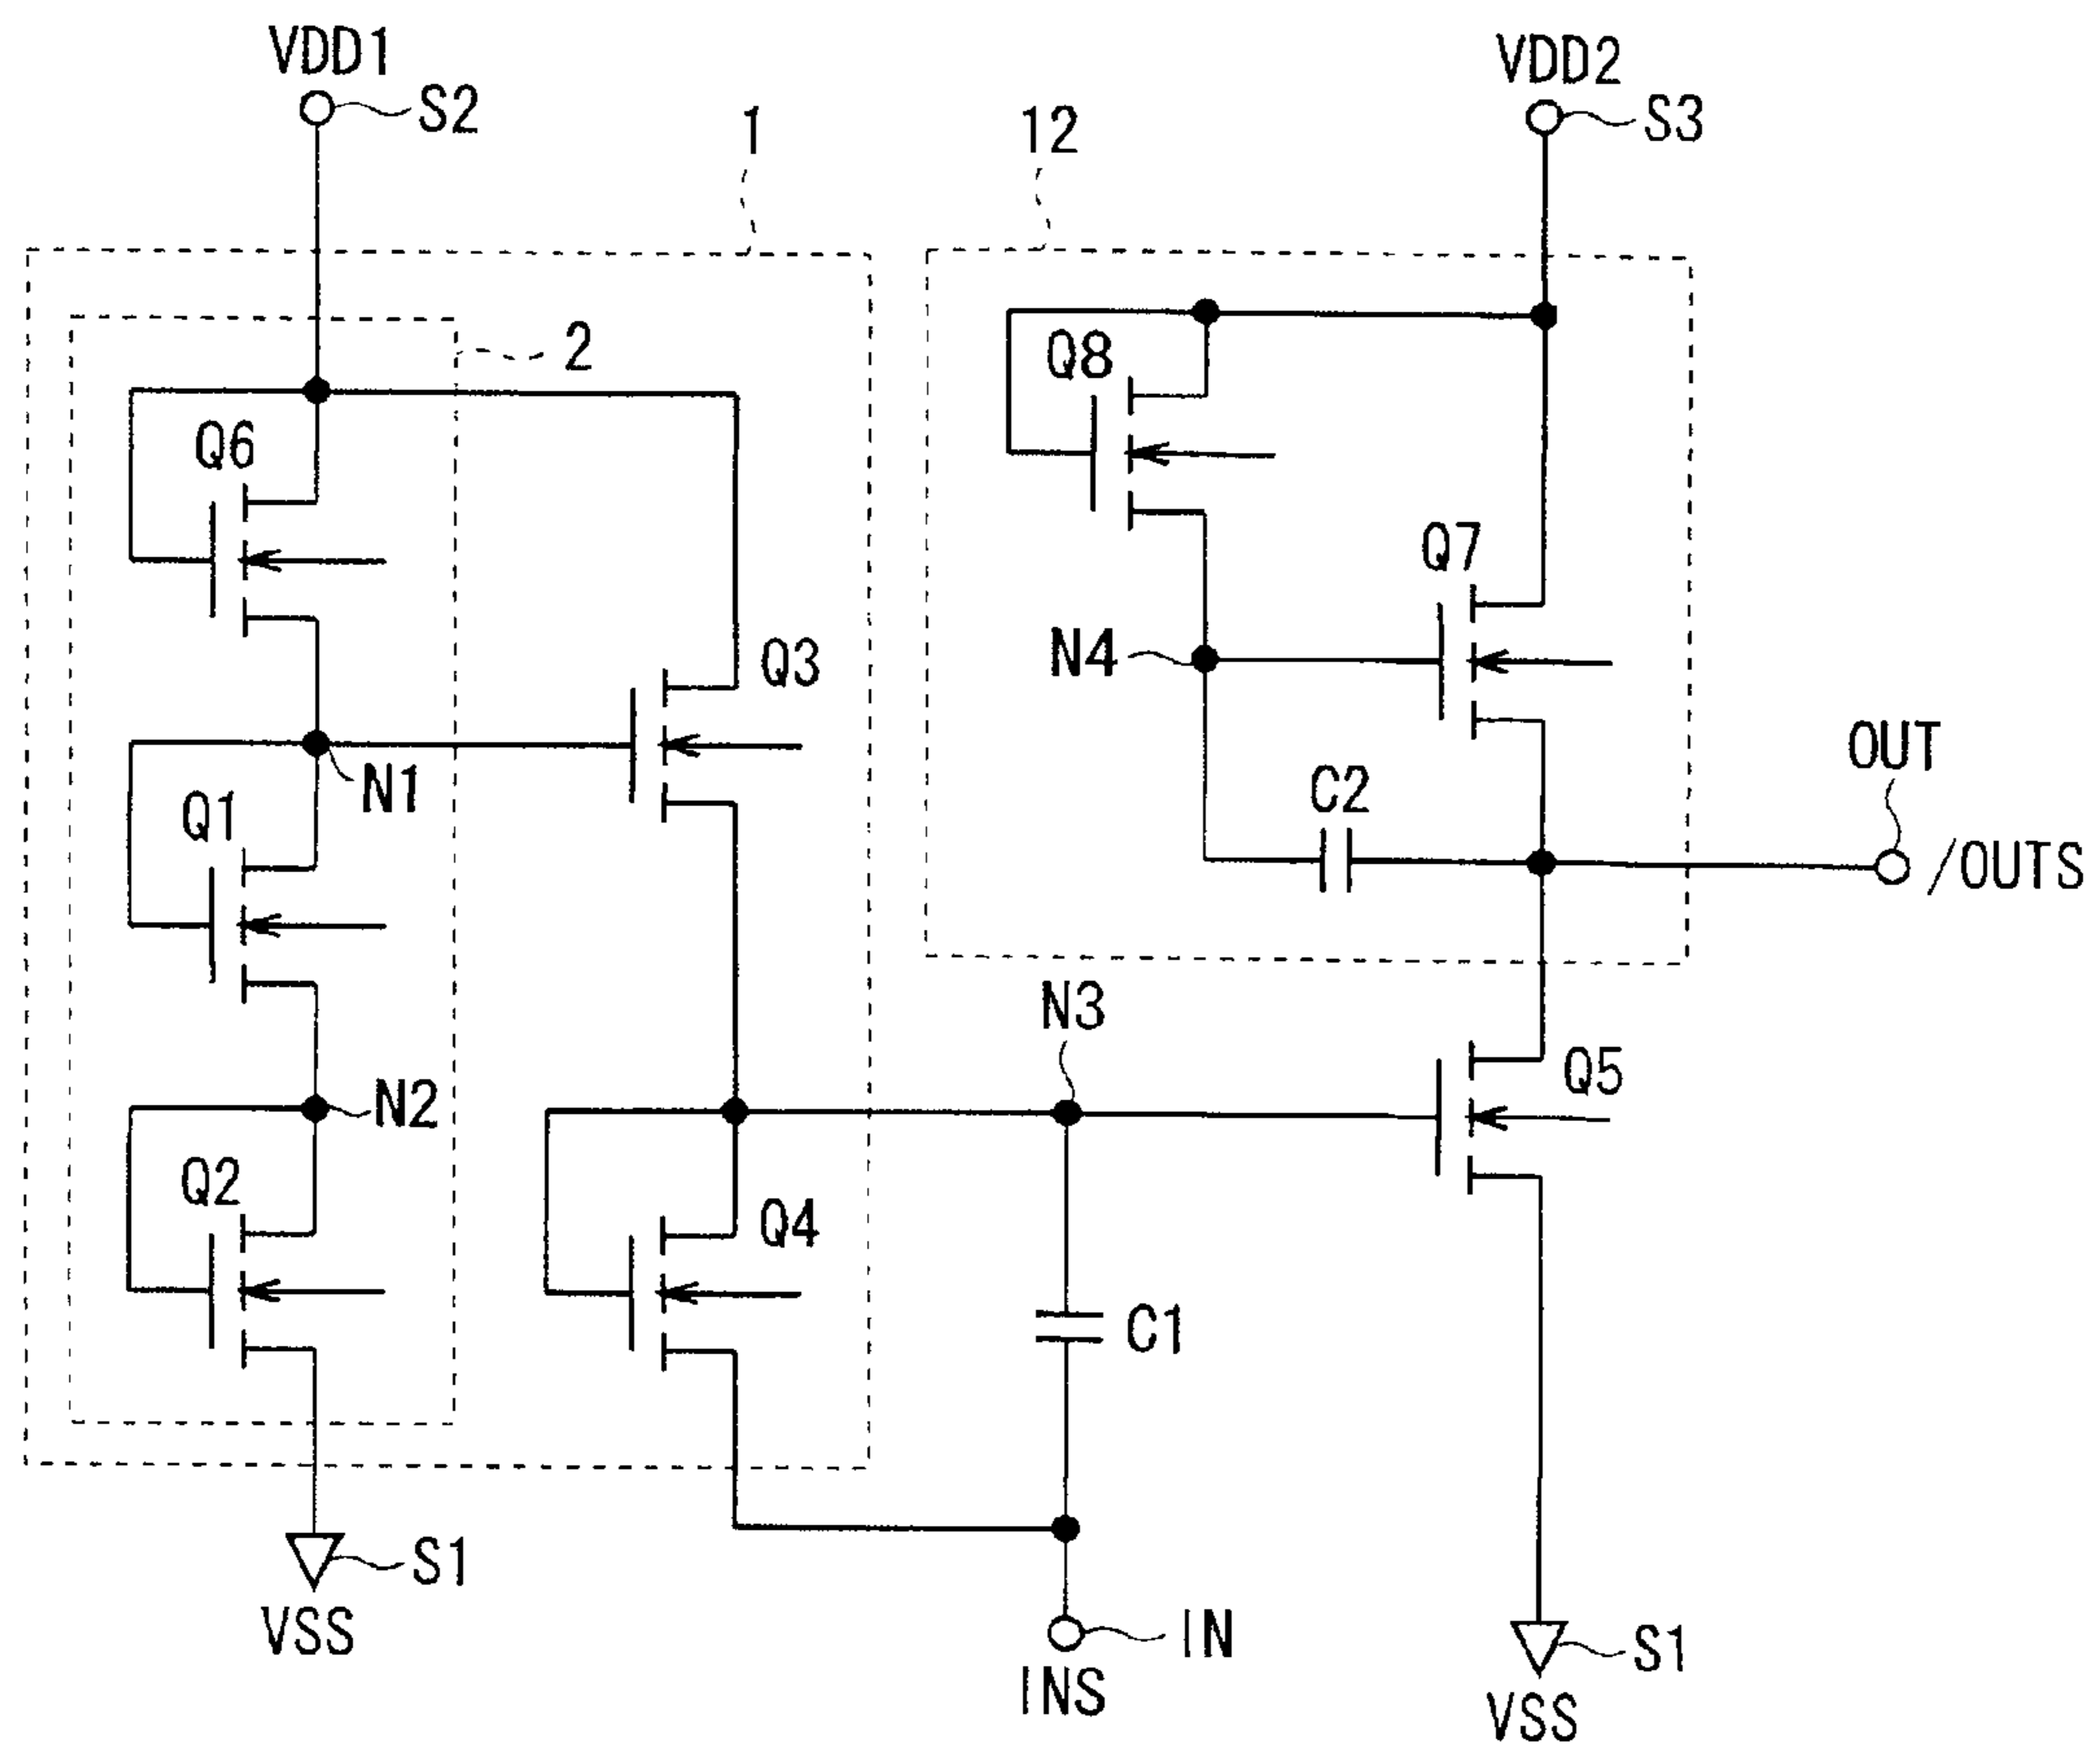 VDD1
S2
VDD2
S3
1
12
2
Q8
Q6
Q7
Q3
N4
OUT
N1
C2
Q1
/OUTS
N3
Q5
N2
Q2
Q4
C1
S1
VSS
IN
INS
S1
VSS